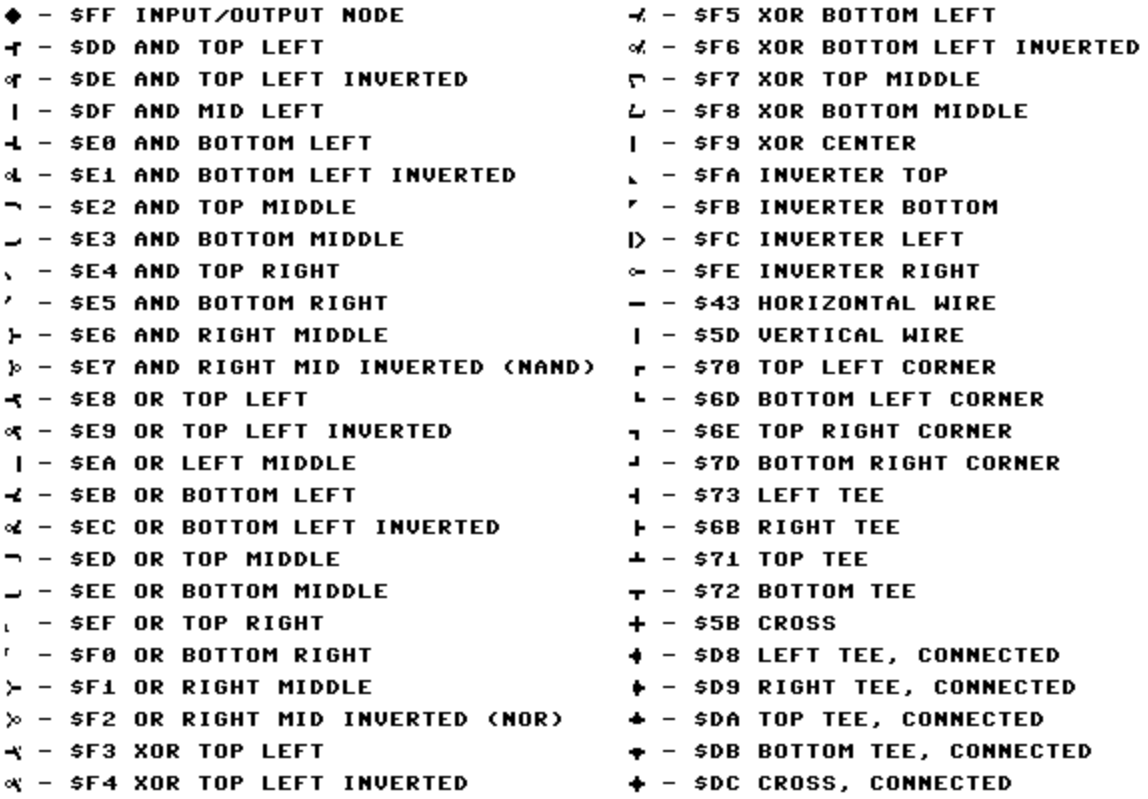 - $FF INPUT/OUTPUT NODE
- $DD AND TOP LEFT
- $DE AND TOP LEFT INVERTED
- $DF AND MID LEFT
- $E0 AND BOTTOM LEFT
- $E1 AND BOTTOM LEFT INVERTED
- $E2 AND TOP MIDDLE
- $E3 AND BOTTOM MIDDLE
- $E4 AND TOP RIGHT
- $E5 AND BOTTOM RIGHT
- $E6 AND RIGHT MIDDLE
- $E7 AND RIGHT MID INVERTED (NAND)
- $E8 OR TOP LEFT
- $E9 OR TOP LEFT INVERTED
- $EA OR LEFT MIDDLE
- $EB OR BOTTOM LEFT
- $EC OR BOTTOM LEFT INVERTED
- $ED OR TOP MIDDLE
- $EE OR BOTTOM MIDDLE
- $EF OR TOP RIGHT
- $F0 OR BOTTOM RIGHT
- $F1 OR RIGHT MIDDLE
- $F2 OR RIGHT MID INVERTED (NOR)
- $F3 XOR TOP LEFT
- $F4 XOR TOP LEFT INVERTED
- $F5 XOR BOTTOM LEFT
- $F6 XOR BOTTOM LEFT INVERTED
- $F7 XOR TOP MIDDLE
- $F8 XOR BOTTOM MIDDLE
- $F9 XOR CENTER
- $FA INVERTER TOP
- $FB INVERTER BOTTOM
- $FC INVERTER LEFT
- $FE INVERTER RIGHT
- $43 HORIZONTAL WIRE
- $5D VERTICAL WIRE
- $70 TOP LEFT CORNER
- $6D BOTTOM LEFT CORNER
- $6E TOP RIGHT CORNER
- $7D BOTTOM RIGHT CORNER
- $73 LEFT TEE
- $6B RIGHT TEE
- $71 TOP TEE
- $72 BOTTOM TEE
- $5B CROSS
- $D8 LEFT TEE, CONNECTED
- $D9 RIGHT TEE, CONNECTED
- $DA TOP TEE, CONNECTED
- $DB BOTTOM TEE, CONNECTED
- $DC CROSS, CONNECTED